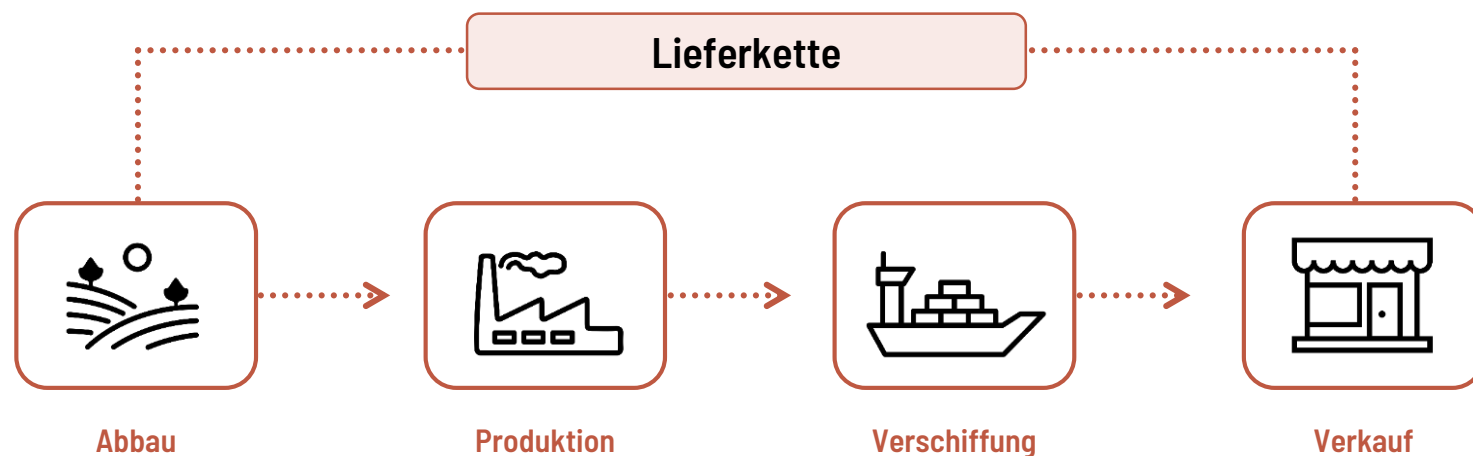 Lieferkette
Abbau
Produktion
Verschiffung
Verkauf